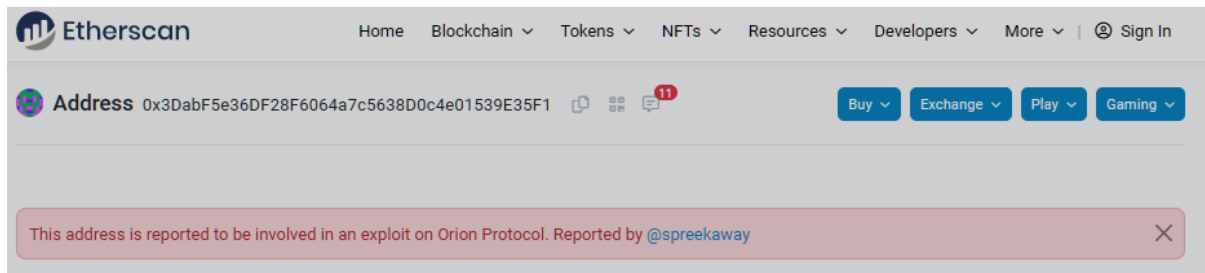 Etherscan Home Blockchain Tokens NFTs Resources Developers More | Sign In
Address 0x3DabF5e36DF28F6064a7c5638D0c4e01539E35F1 11 Buy Exchange Play Gaming
This address is reported to be involved in an exploit on Orion Protocol. Reported by @spreekaway